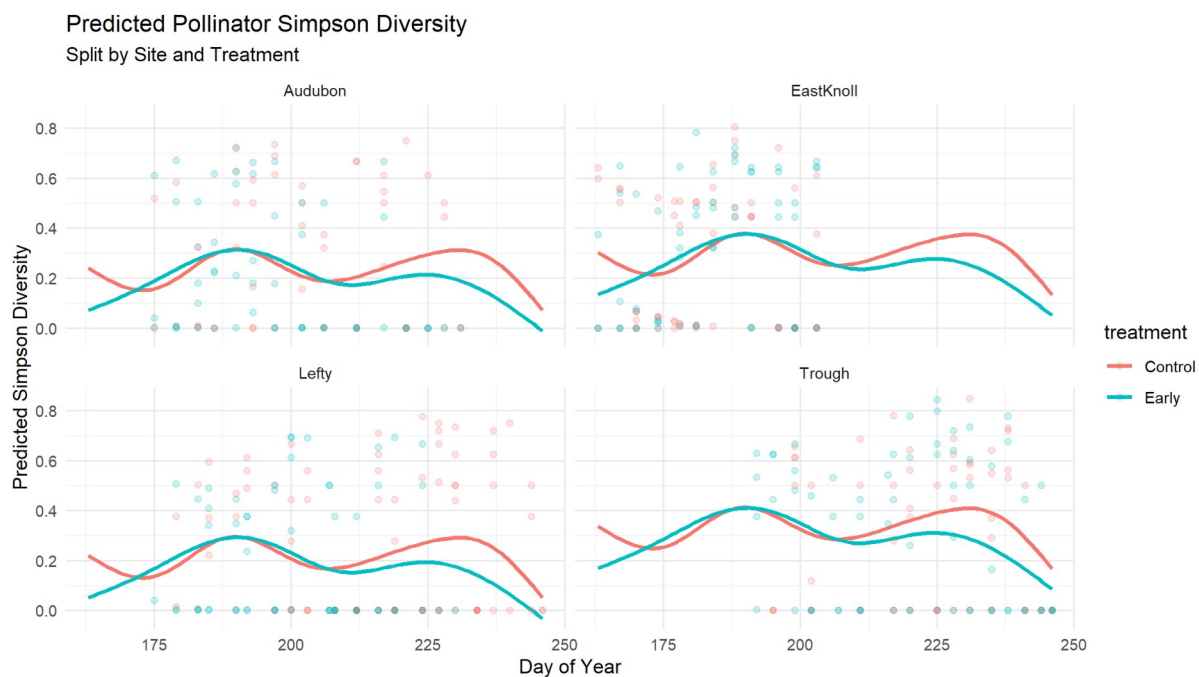 Predicted Pollinator Simpson Diversity
Split by Site and Treatment
Audubon
EastKnoll
0.8
0.6
0.4
0.2
0.0
Lefty
Trough
0.8
0.6
0.4
0.2
0.0
175
200
225
250
175
200
225
250
Predicted Simpson Diversity
Day of Year
treatment
Control
Early